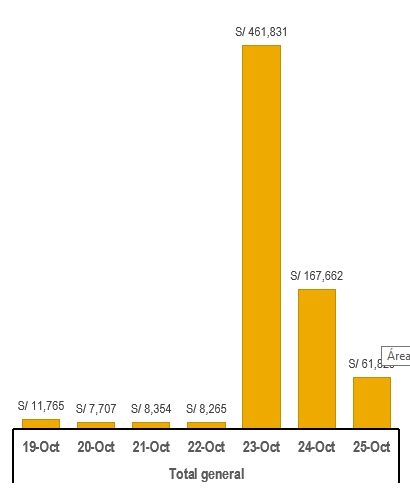 S/ 461,831
S/ 167,662
S/
S/ 11,765
S/ 7,707
S/ 8,354
S/ 8,265
Área
19-Oct
20-Oct
21-Oct
22-Oct
23-Oct
24-Oct
25-Oct
Total general